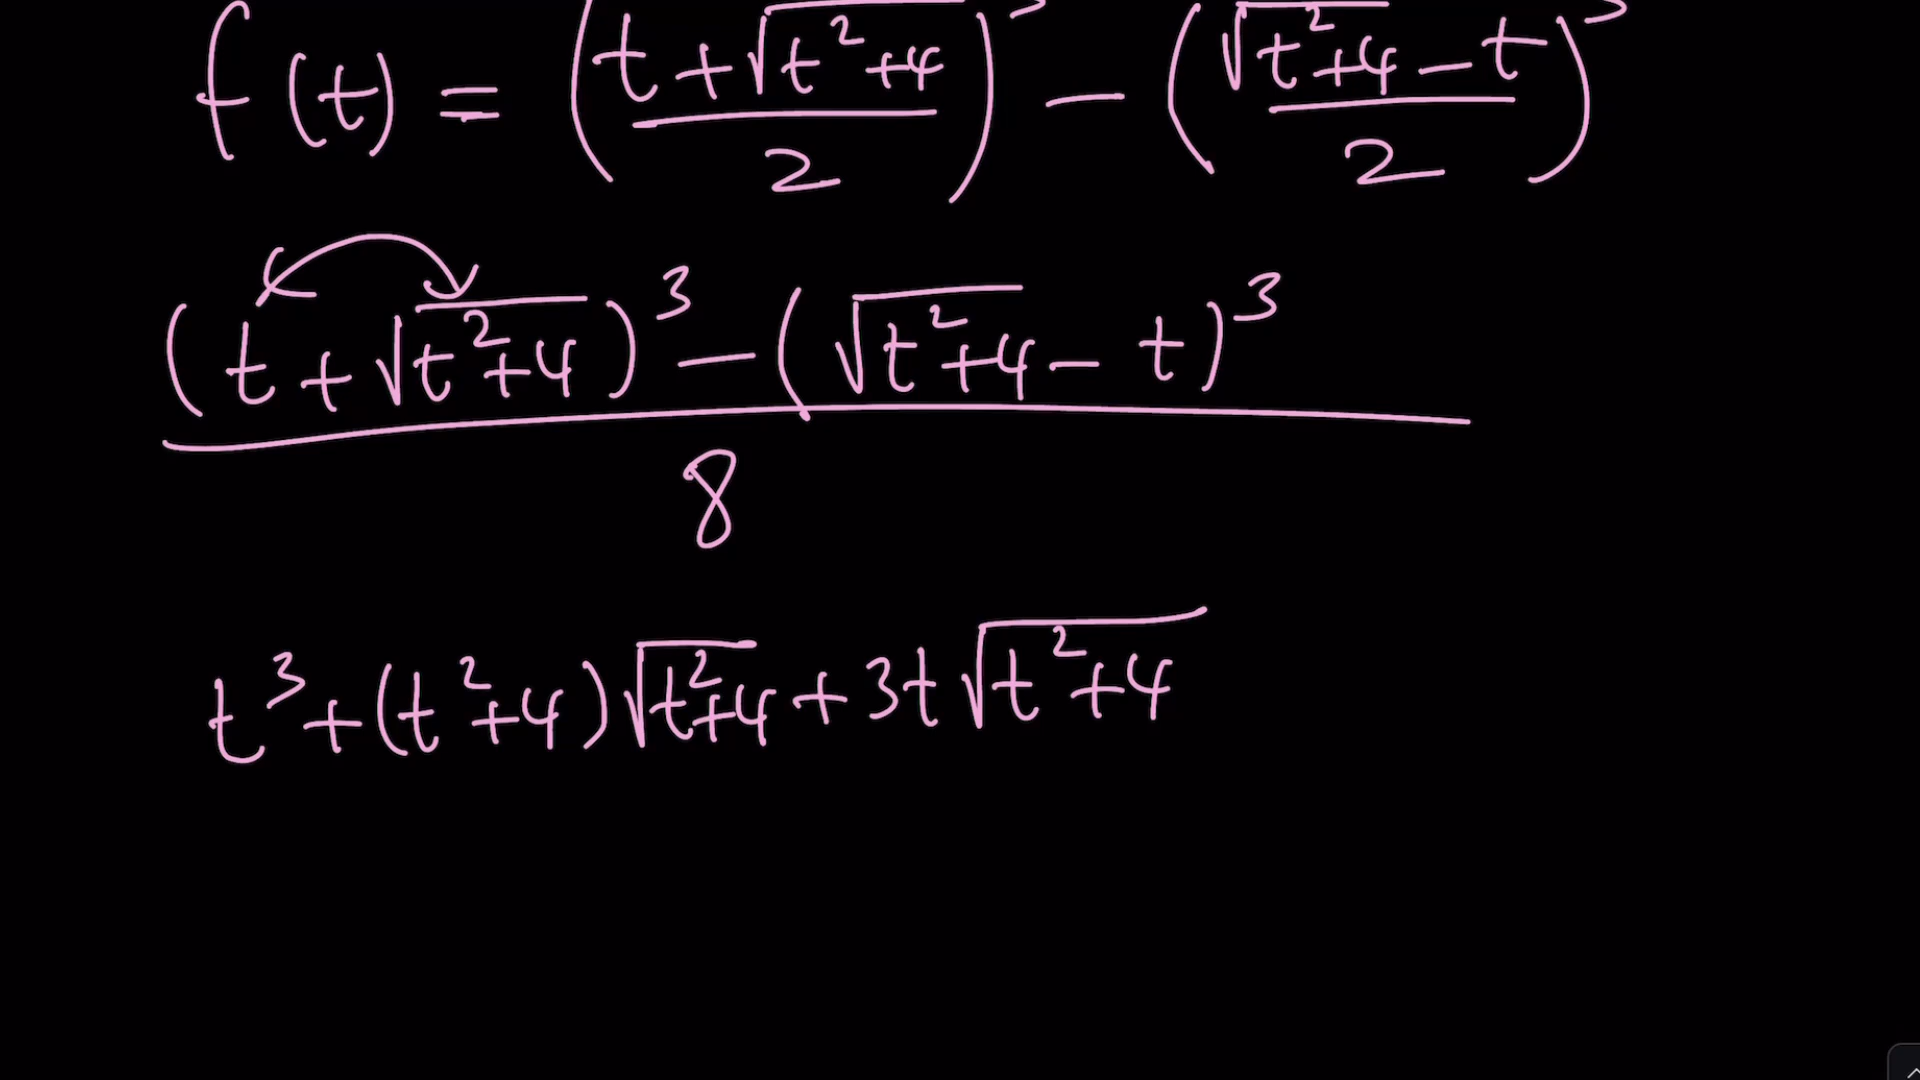 f(t) = ((t+√(t²+4))/2)³ − ((√(t²+4) − t)/2)³
((t+√(t²+4))³ − (√(t²+4) − t)³)/8
t³+(t²+4)√(t²+4)+3t√(t²+4)